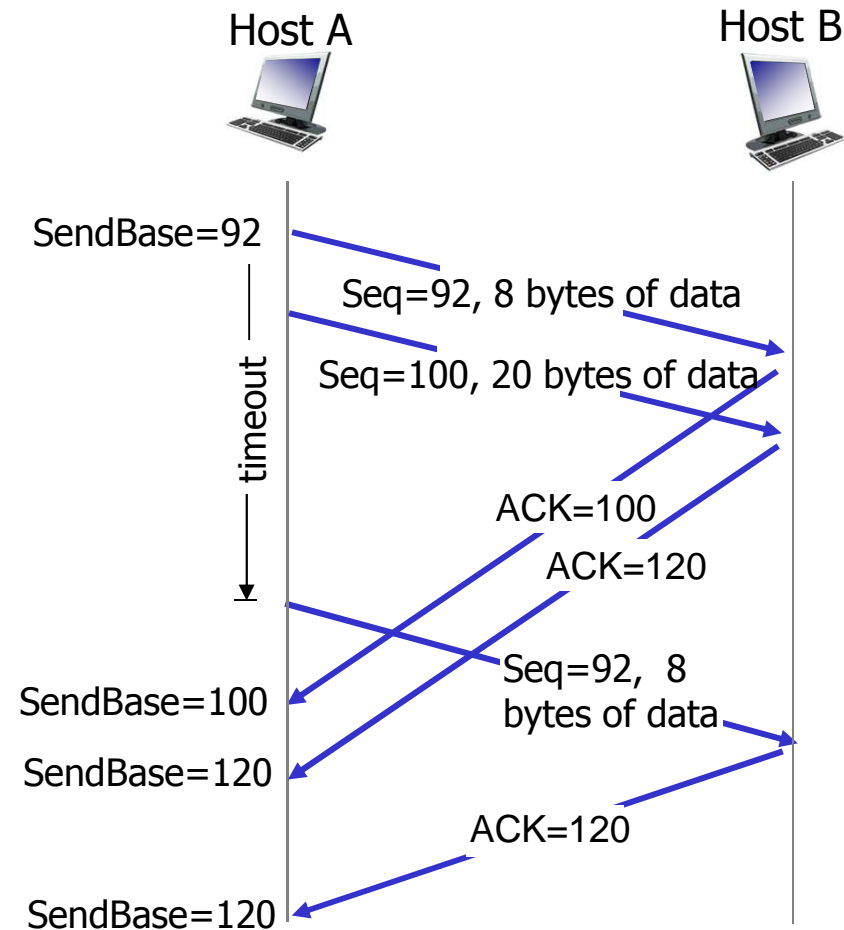 Host A
Host B
SendBase=92
Seq=92, 8 bytes of data
Seq=100, 20 bytes of data
timeout
ACK=100
ACK=120
Seq=92, 8
bytes of data
SendBase=100
SendBase=120
ACK=120
SendBase=120